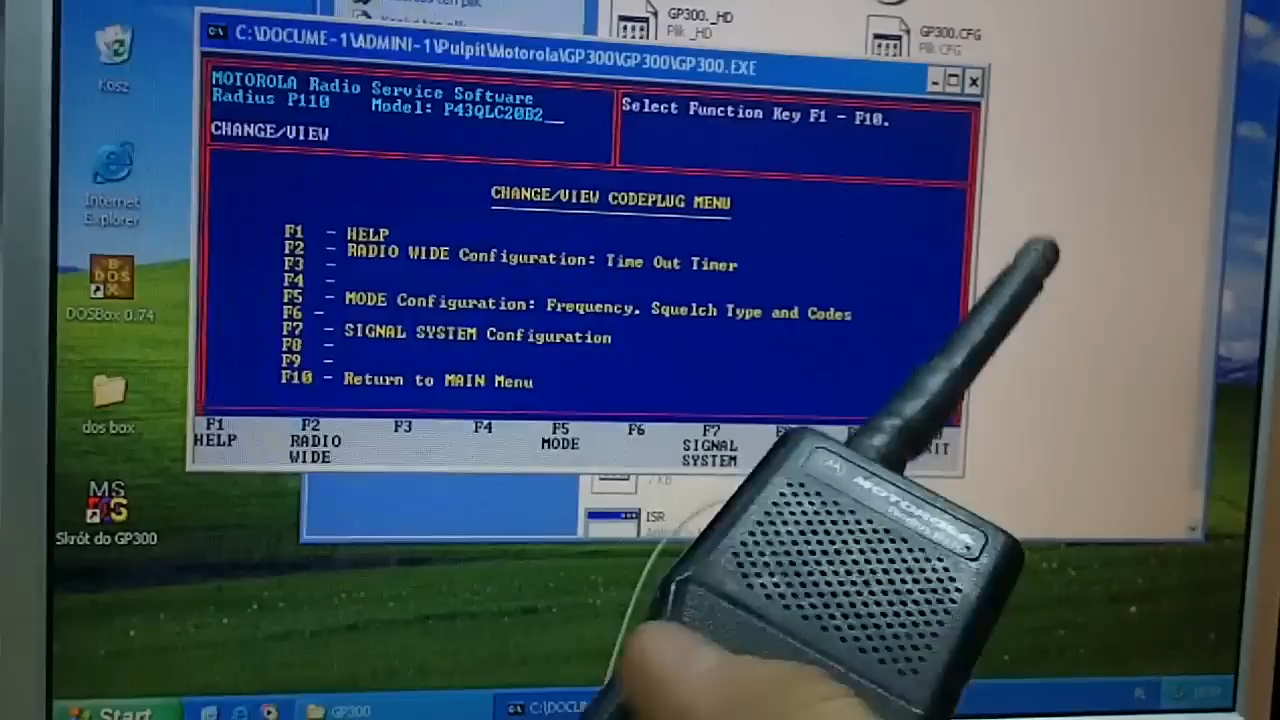 GP300._HD
Plik _HD
GP300.CFG
Plik CFG
Kosz
Internet
Explorer
DOSBox 0.74
dos box
MS
Skrót do GP300
C:\DOCUME~1\ADMINI~1\Pulpit\Motorola\GP300\GP300\GP300.EXE
MOTOROLA Radio Service Software
Radius P110 Model: P43QLC20B2__
CHANGE/VIEW
Select Function Key F1 - F10.
CHANGE/VIEW CODEPLUG MENU
F1 - HELP
F2 - RADIO WIDE Configuration: Time Out Timer
F3 -
F4 -
F5 - MODE Configuration: Frequency, Squelch Type and Codes
F6 -
F7 - SIGNAL SYSTEM Configuration
F8 -
F9 -
F10 - Return to MAIN Menu
F1 F2 F3 F4 F5 F6 F7
HELP RADIO MODE SIGNAL
WIDE SYSTEM
ISR
MOTOROLA
Start
GP300
PL